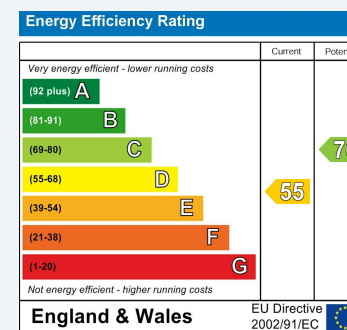 Energy Efficiency Rating
Current
Very energy efficient - lower running costs
(92 plus) A
(81-91) B
(69-80) C
(55-68) D
55
(39-54) E
(21-38) F
(1-20) G
Not energy efficient - higher running costs
England & Wales
EU Directive
2002/91/EC